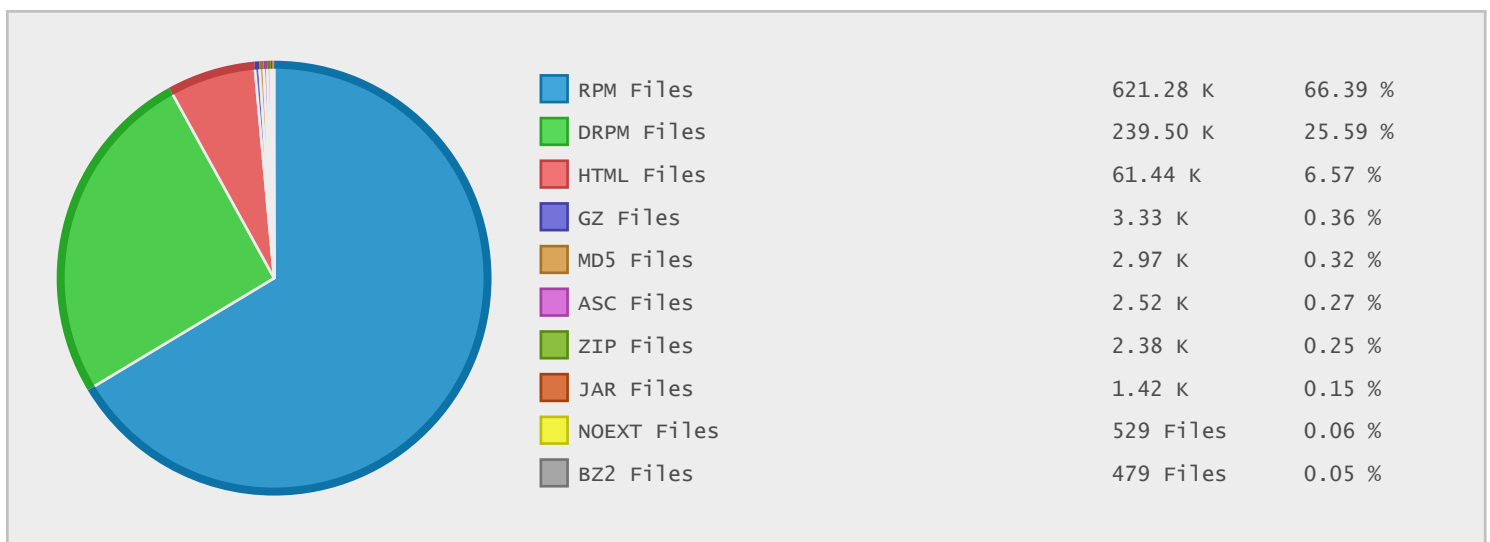 RPM Files 621.28 K 66.39 %
DRPM Files 239.50 K 25.59 %
HTML Files 61.44 K 6.57 %
GZ Files 3.33 K 0.36 %
MD5 Files 2.97 K 0.32 %
ASC Files 2.52 K 0.27 %
ZIP Files 2.38 K 0.25 %
JAR Files 1.42 K 0.15 %
NOEXT Files 529 Files 0.06 %
BZ2 Files 479 Files 0.05 %